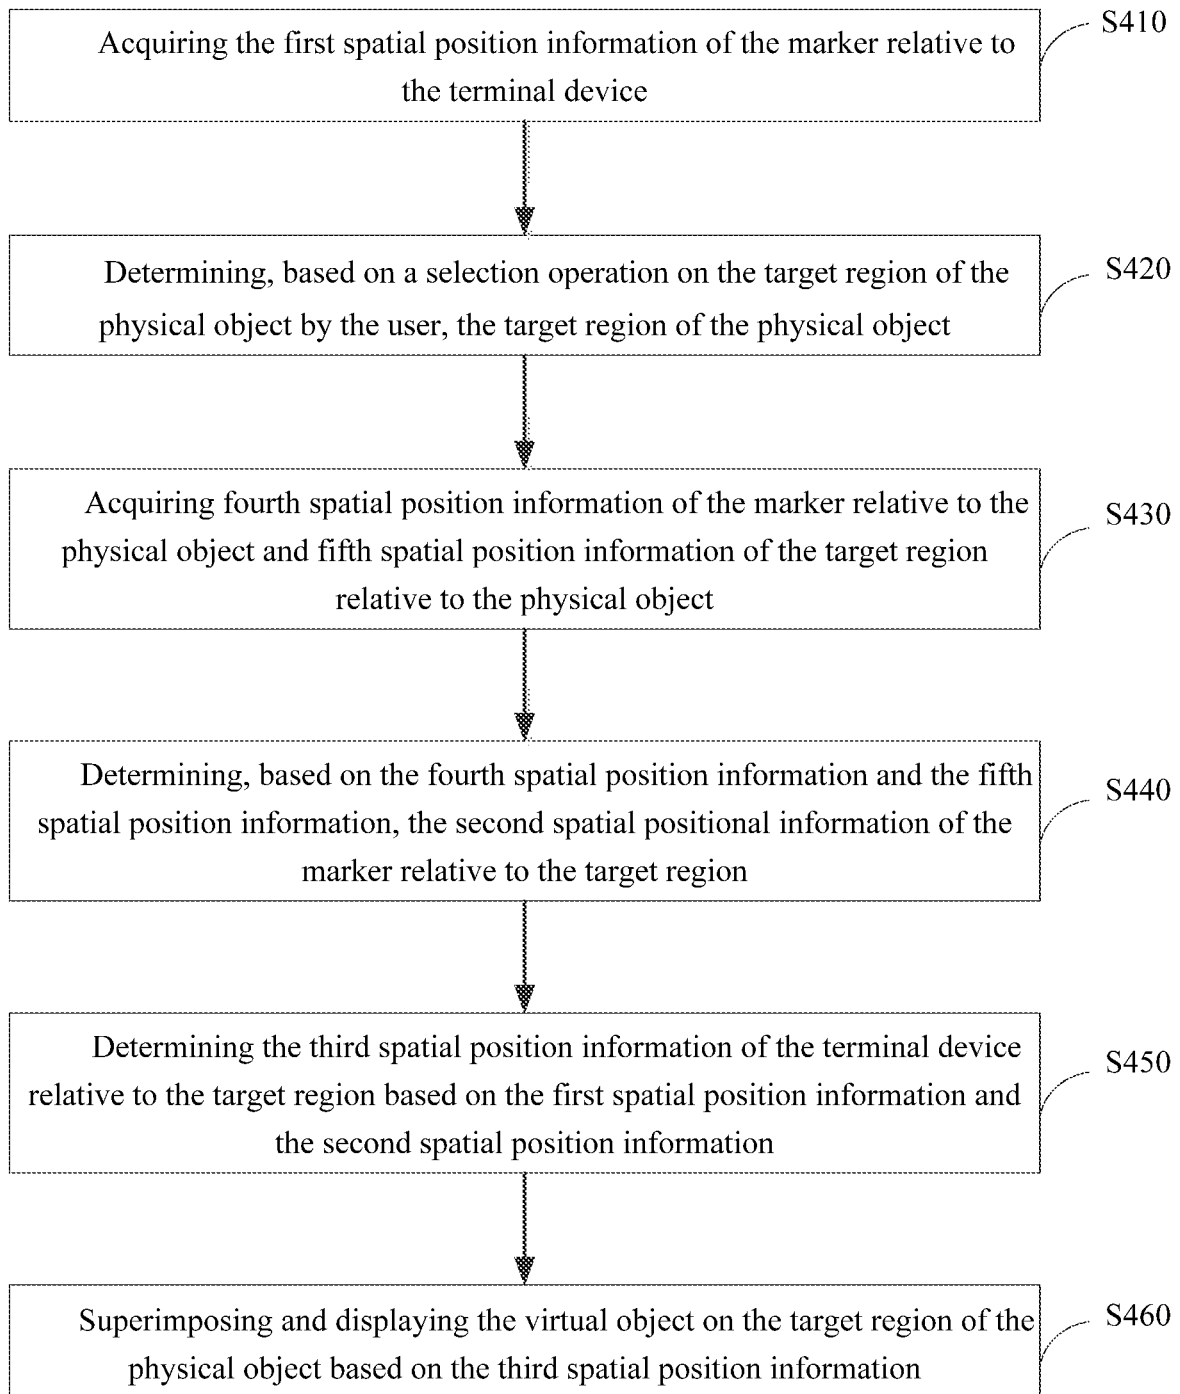 Acquiring the first spatial position information of the marker relative to
the terminal device
S410
Determining, based on a selection operation on the target region of the
physical object by the user, the target region of the physical object
S420
Acquiring fourth spatial position information of the marker relative to the
physical object and fifth spatial position information of the target region
relative to the physical object
S430
Determining, based on the fourth spatial position information and the fifth
spatial position information, the second spatial positional information of the
marker relative to the target region
S440
Determining the third spatial position information of the terminal device
relative to the target region based on the first spatial position information and
the second spatial position information
S450
Superimposing and displaying the virtual object on the target region of the
physical object based on the third spatial position information
S460